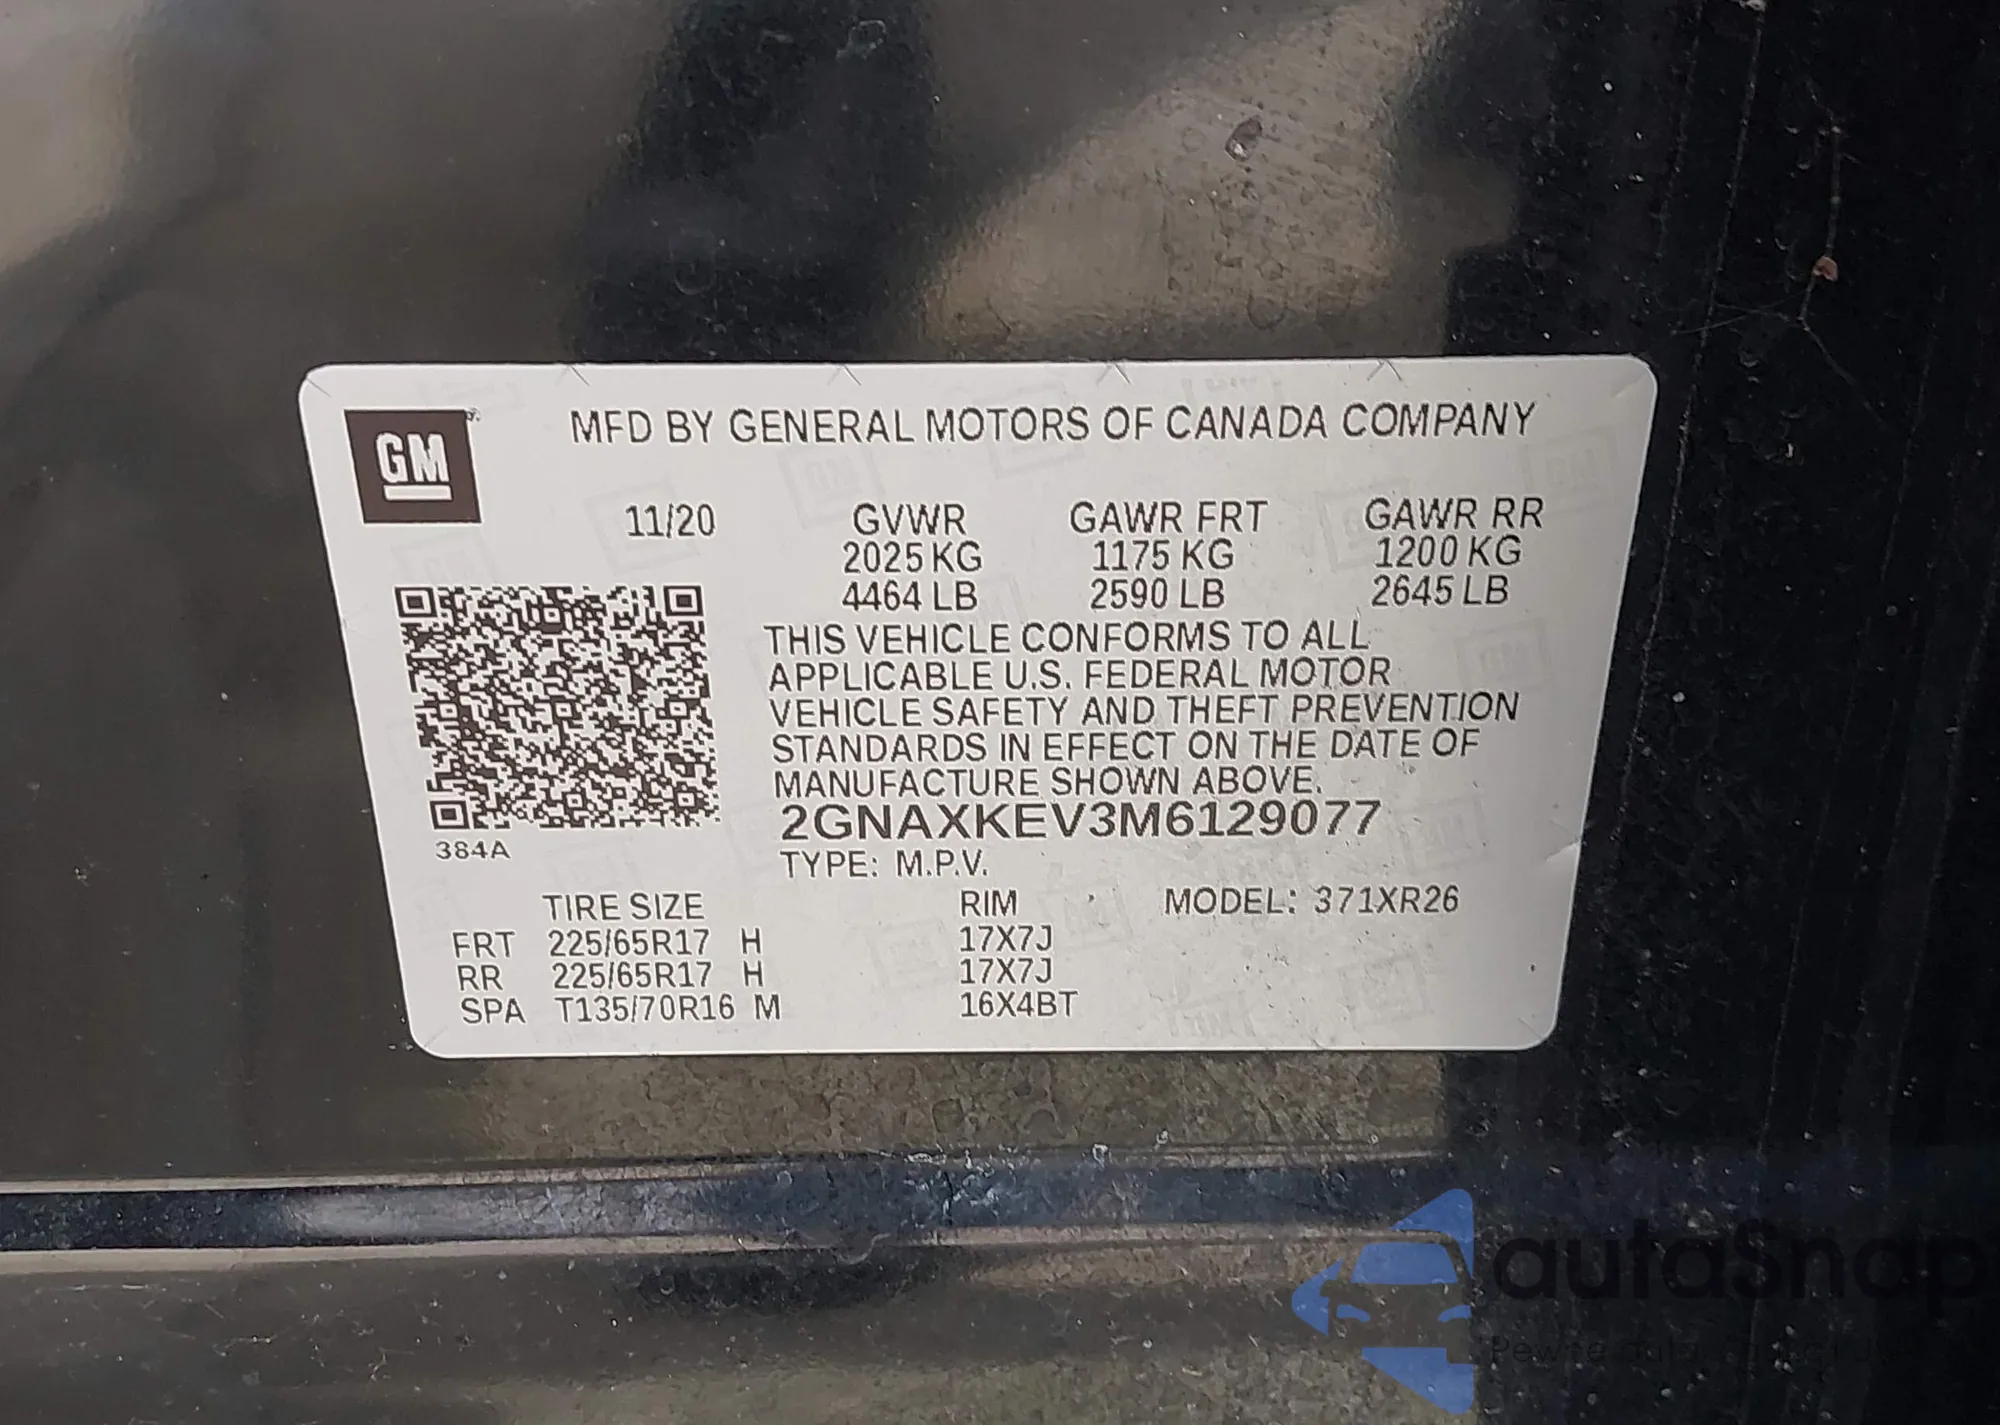 GM
MFD BY GENERAL MOTORS OF CANADA COMPANY
11/20 GVWR GAWR FRT GAWR RR
2025 KG 1175 KG 1200 KG
4464 LB 2590 LB 2645 LB
THIS VEHICLE CONFORMS TO ALL
APPLICABLE U.S. FEDERAL MOTOR
VEHICLE SAFETY AND THEFT PREVENTION
STANDARDS IN EFFECT ON THE DATE OF
MANUFACTURE SHOWN ABOVE.
2GNAXKEV3M6129077
384A
TYPE: M.P.V.
TIRE SIZE RIM MODEL: 371XR26
FRT 225/65R17 H 17X7J
RR 225/65R17 H 17X7J
SPA T135/70R16 M 16X4BT
autoSnap
Pewne auta